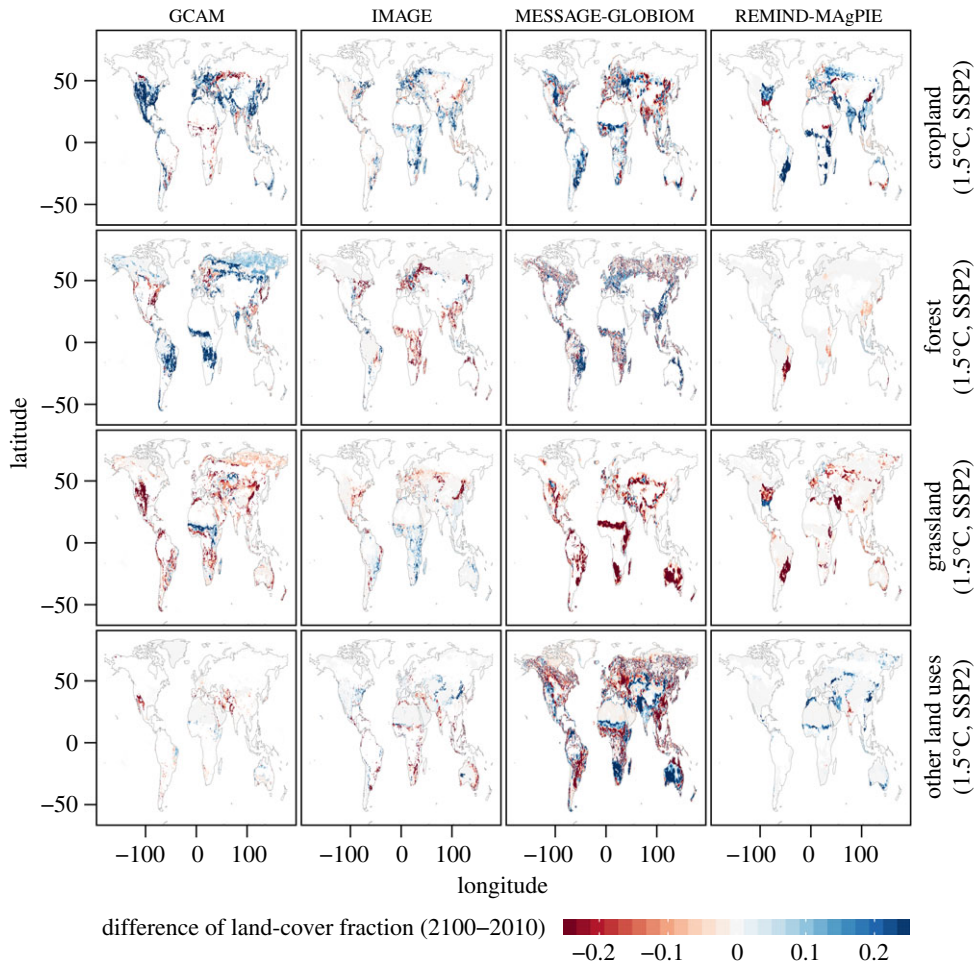 GCAM IMAGE MESSAGE-GLOBIOM REMIND-MAgPIE
50
0
−50
cropland
(1.5°C, SSP2)
50
0
−50
forest
(1.5°C, SSP2)
latitude
50
0
−50
grassland
(1.5°C, SSP2)
50
0
−50
other land uses
(1.5°C, SSP2)
−100 0 100 −100 0 100 −100 0 100 −100 0 100
longitude
difference of land-cover fraction (2100–2010)
−0.2 −0.1 0 0.1 0.2